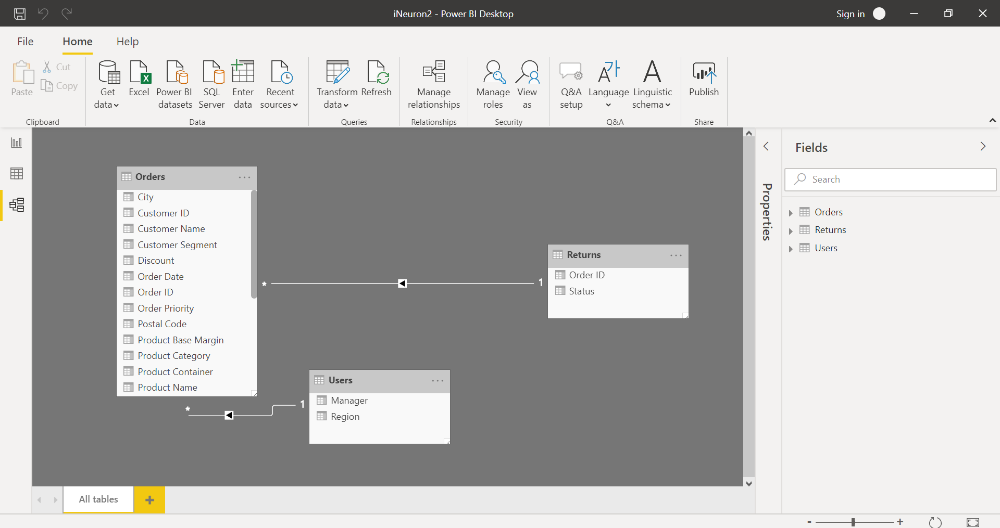 iNeuron2 - Power BI Desktop
Sign in
File Home Help
Paste
Cut
Copy
Clipboard
Get data
Excel
Power BI datasets
SQL Server
Enter data
Recent sources
Data
Transform data
Refresh
Queries
Manage relationships
Relationships
Manage roles
View as
Security
Q&A setup
Language
Linguistic schema
Q&A
Publish
Share
Orders
City
Customer ID
Customer Name
Customer Segment
Discount
Order Date
Order ID
Order Priority
Postal Code
Product Base Margin
Product Category
Product Container
Product Name
* 1
Returns
Order ID
Status
* 1
Users
Manager
Region
Properties
Fields
Search
Orders
Returns
Users
All tables